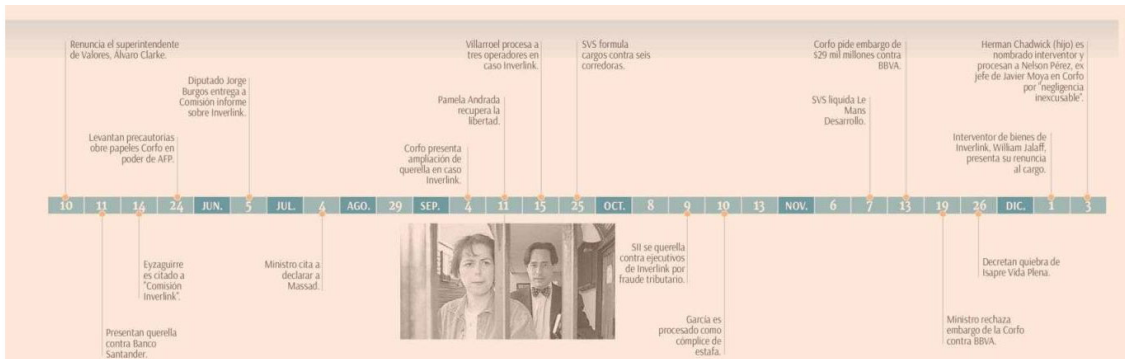 Renuncia el superintendente
de Valores, Álvaro Clarke.
Diputado Jorge
Burgos entrega a
Comisión informe
sobre Inverlink.
Levantan precautorias
obre papeles Corfo en
poder de AFP.
Villarroel procesa a
tres operadores en
caso Inverlink.
Pamela Andrada
recupera la
libertad.
Corfo presenta
ampliación de
querella en caso
Inverlink.
SVS formula
cargos contra seis
corredoras.
Corfo pide embargo de
$29 mil millones contra
BBVA.
SVS liquida Le
Mans
Desarrollo.
Herman Chadwick (hijo) es
nombrado interventor y
procesan a Nelson Pérez, ex
jefe de Javier Moya en Corfo
por "negligencia
inexcusable".
Interventor de bienes de
Inverlink, William Jalaff,
presenta su renuncia
al cargo.
10 11 14 24 JUN. 5 JUL. 4 AGO. 29 SEP. 4 11 15 25 OCT. 8 9 10 13 NOV. 6 7 13 19 26 DIC. 1 3
Eyzaguirre
es citado a
"Comisión
Inverlink".
Presentan querella
contra Banco
Santander.
Ministro cita a
declarar a
Massad.
SII se querella
contra ejecutivos
de Inverlink por
fraude tributario.
García es
procesado como
cómplice de
estafa.
Decretan quiebra de
Isapre Vida Plena.
Ministro rechaza
embargo de la Corfo
contra BBVA.